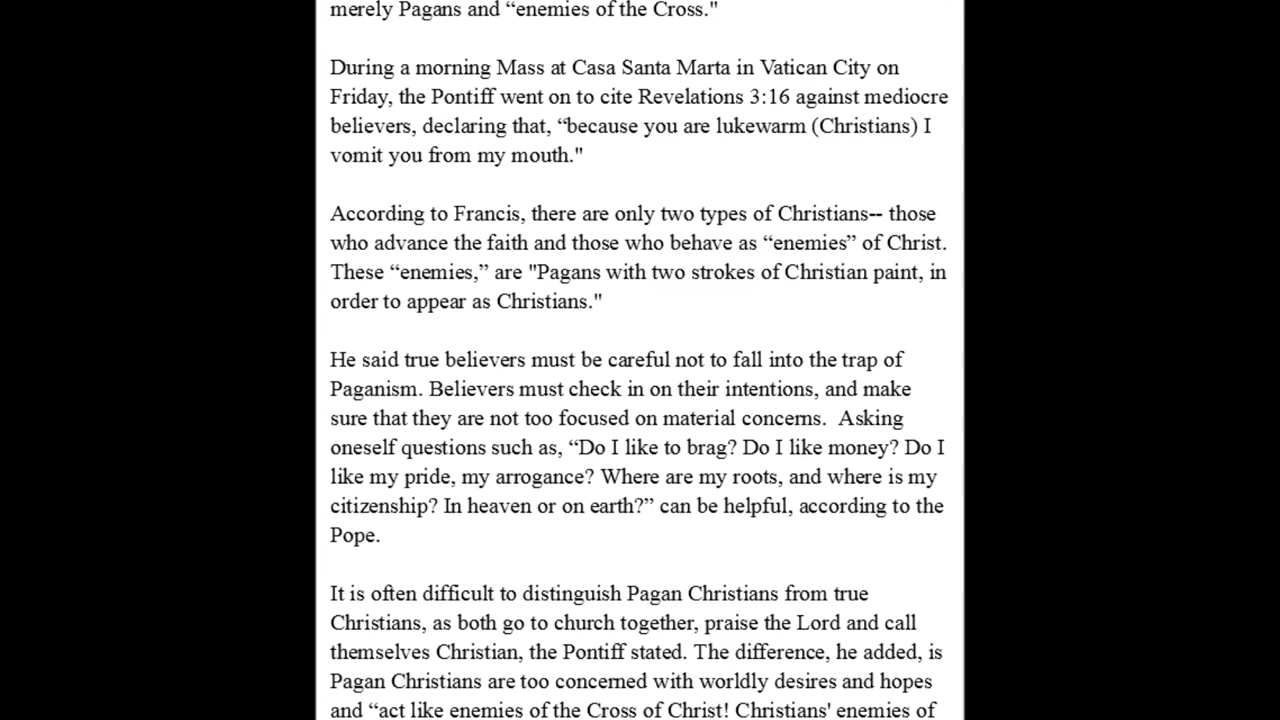 merely Pagans and “enemies of the Cross."
During a morning Mass at Casa Santa Marta in Vatican City on
Friday, the Pontiff went on to cite Revelations 3:16 against mediocre
believers, declaring that, “because you are lukewarm (Christians) I
vomit you from my mouth."
According to Francis, there are only two types of Christians-- those
who advance the faith and those who behave as “enemies” of Christ.
These “enemies,” are "Pagans with two strokes of Christian paint, in
order to appear as Christians."
He said true believers must be careful not to fall into the trap of
Paganism. Believers must check in on their intentions, and make
sure that they are not too focused on material concerns.  Asking
oneself questions such as, “Do I like to brag? Do I like money? Do I
like my pride, my arrogance? Where are my roots, and where is my
citizenship? In heaven or on earth?” can be helpful, according to the
Pope.
It is often difficult to distinguish Pagan Christians from true
Christians, as both go to church together, praise the Lord and call
themselves Christian, the Pontiff stated. The difference, he added, is
Pagan Christians are too concerned with worldly desires and hopes
and “act like enemies of the Cross of Christ! Christians' enemies of